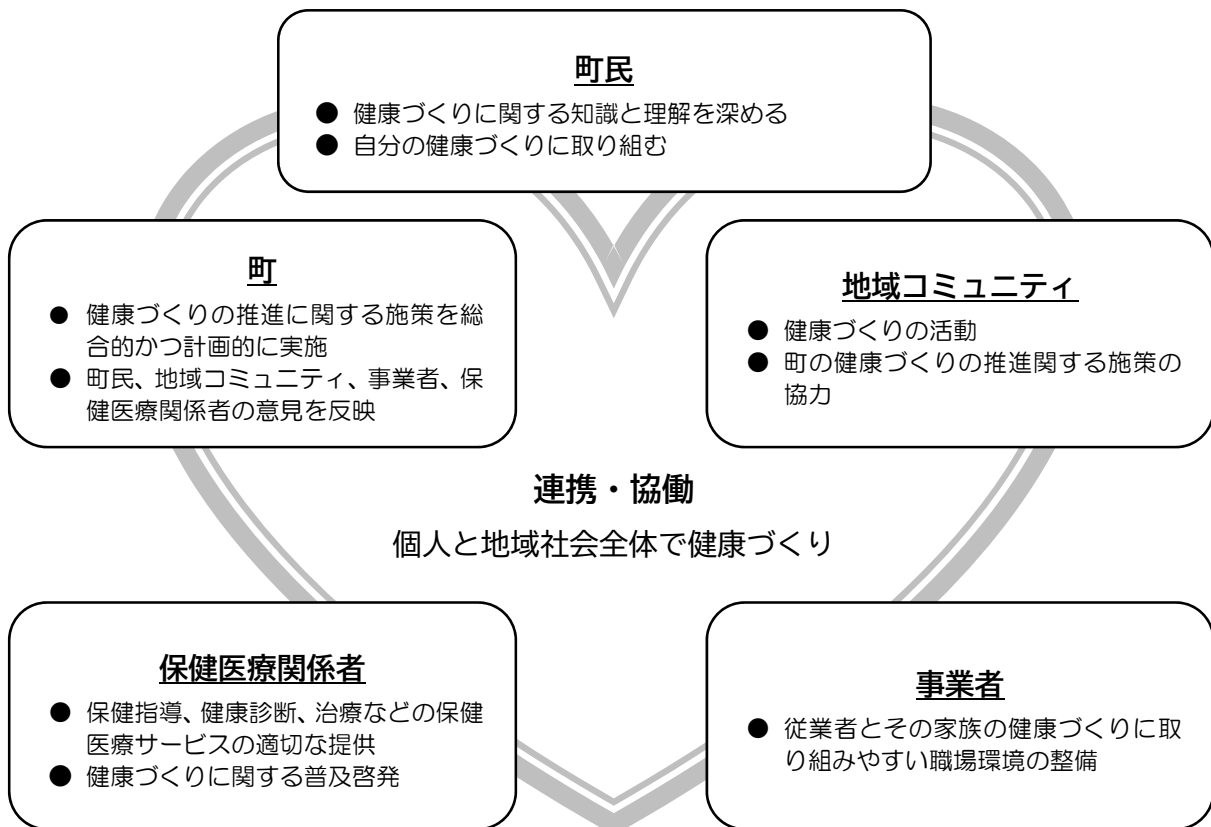 町民
● 健康づくりに関する知識と理解を深める
● 自分の健康づくりに取り組む
町
● 健康づくりの推進に関する施策を総
合的かつ計画的に実施
● 町民、地域コミュニティ、事業者、保
健医療関係者の意見を反映
地域コミュニティ
● 健康づくりの活動
● 町の健康づくりの推進関する施策の
協力
連携・協働
個人と地域社会全体で健康づくり
保健医療関係者
● 保健指導、健康診断、治療などの保健
医療サービスの適切な提供
● 健康づくりに関する普及啓発
事業者
● 従業者とその家族の健康づくりに取
り組みやすい職場環境の整備